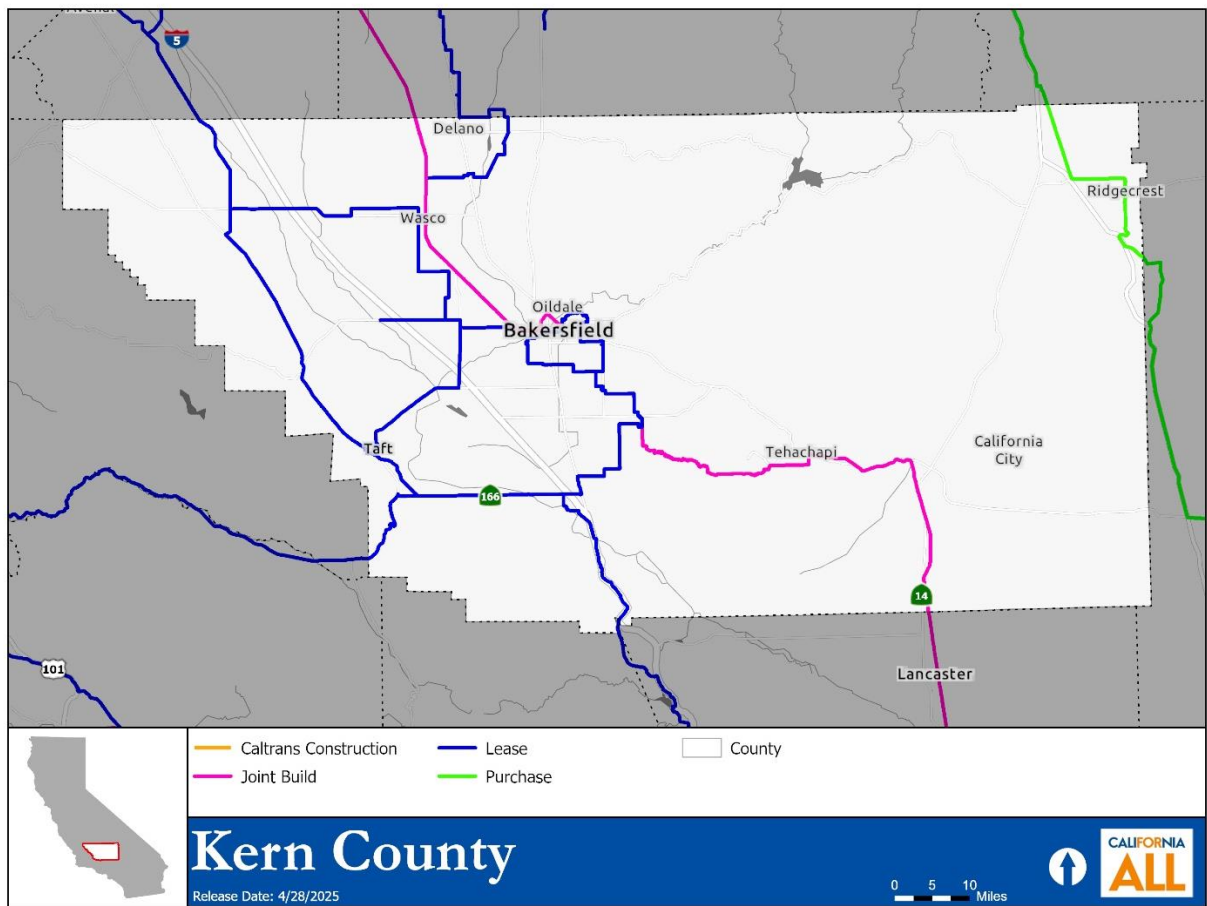 5
Delano
Ridgecrest
Wasco
Oildale
Bakersfield
Taft
Tehachapi
California
City
166
14
101
Lancaster
Caltrans Construction
Lease
County
Joint Build
Purchase
Kern County
Release Date: 4/28/2025
0 5 10
Miles
CALIFORNIA
ALL